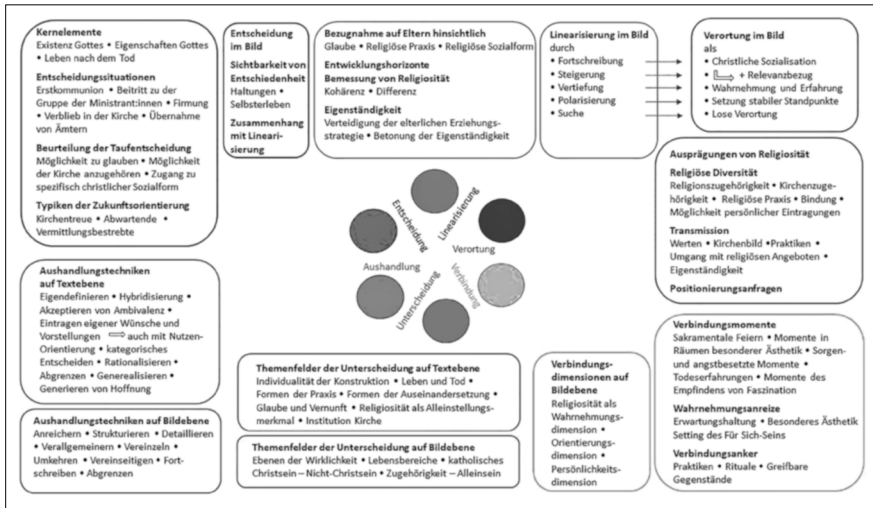 Kernelemente
Existenz Gottes • Eigenschaften Gottes
• Leben nach dem Tod
Entscheidungssituationen
Erstkommunion • Beitritt zu der
Gruppe der Ministrant:innen • Firmung
• Verblieb in der Kirche • Übernahme
von Ämtern
Beurteilung der Taufentscheidung
Möglichkeit zu glauben • Möglichkeit
der Kirche anzugehören • Zugang zu
spezifisch christlicher Sozialform
Typiken der Zukunftsorientierung
Kirchentreue • Abwartende •
Vermittlungsbestrebte
Entscheidung
im Bild
Sichtbarkeit von
Entschiedenheit
Haltungen •
Selbsterleben
Zusammenhang
mit Lineari-
sierung
Bezugnahme auf Eltern hinsichtlich
Glaube • Religiöse Praxis • Religiöse Sozialform
Entwicklungshorizonte
Bemessung von Religiosität
Kohärenz • Differenz
Eigenständigkeit
Verteidigung der elterlichen Erziehungs-
strategie • Betonung der Eigenständigkeit
Linearisierung im Bild
durch
• Fortschreibung
• Steigerung
• Vertiefung
• Polarisierung
• Suche
Verortung im Bild
als
• Christliche Sozialisation
• + Relevanzbezug
• Wahrnehmung und Erfahrung
• Setzung stabiler Standpunkte
• Lose Verortung
Ausprägungen von Religiosität
Religiöse Diversität
Religionszugehörigkeit • Kirchenzuge-
hörigkeit • Religiöse Praxis • Bindung •
Möglichkeit persönlicher Eintragungen
Transmission
Werten • Kirchenbild •Praktiken •
Umgang mit religiösen Angeboten •
Eigenständigkeit
Positionierungsanfragen
Entscheidung
Linearisierung
Verortung
Aushandlung
Unterscheidung
Verbindung
Aushandlungstechniken
auf Textebene
Eigendefinieren • Hybridisierung •
Akzeptieren von Ambivalenz •
Eintragen eigener Wünsche und
Vorstellungen ⇨ auch mit Nutzen-
Orientierung • kategorisches
Entscheiden • Rationalisieren •
Abgrenzen • Generealisieren •
Generieren von Hoffnung
Aushandlungstechniken auf Bildebene
Anreichern • Strukturieren • Detaillieren
• Verallgemeinern • Vereinzeln •
Umkehren • Vereinseitigen • Fort-
schreiben • Abgrenzen
Themenfelder der Unterscheidung auf Textebene
Individualität der Konstruktion • Leben und Tod •
Formen der Praxis • Formen der Auseinandersetzung •
Glaube und Vernunft • Religiosität als Alleinstellungs-
merkmal • Institution Kirche
Themenfelder der Unterscheidung auf Bildebene
Ebenen der Wirklichkeit • Lebensbereiche • katholisches
Christsein – Nicht-Christsein • Zugehörigkeit – Alleinsein
Verbindungs-
dimensionen auf
Bildebene
Religiosität als
Wahrnehmungs-
dimension •
Orientierungs-
dimension •
Persönlichkeits-
dimension
Verbindungsmomente
Sakramentale Feiern • Momente in
Räumen besonderer Ästhetik • Sorgen-
und angstbesetzte Momente •
Todeserfahrungen • Momente des
Empfindens von Faszination
Wahrnehmungsanreize
Erwartungshaltung • Besonderes Ästhetik
Setting des Für Sich-Seins
Verbindungsanker
Praktiken • Rituale • Greifbare
Gegenstände